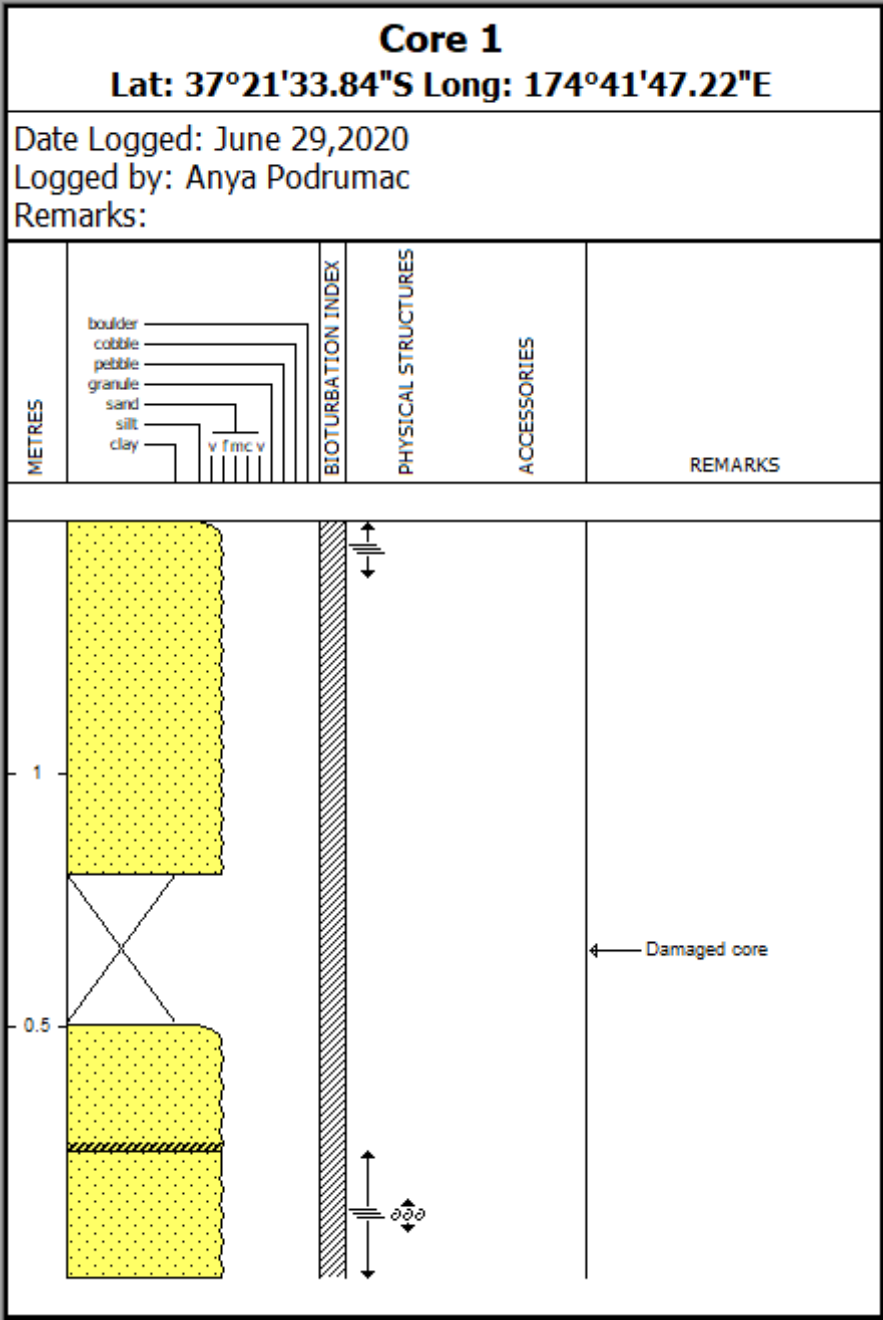 Core 1
Lat: 37°21'33.84"S Long: 174°41'47.22"E
Date Logged: June 29,2020
Logged by: Anya Podrumac
Remarks:
METRES
boulder
cobble
pebble
granule
sand
silt
clay
v f m c v
BIOTURBATION INDEX
PHYSICAL STRUCTURES
ACCESSORIES
REMARKS
1
Damaged core
0.5